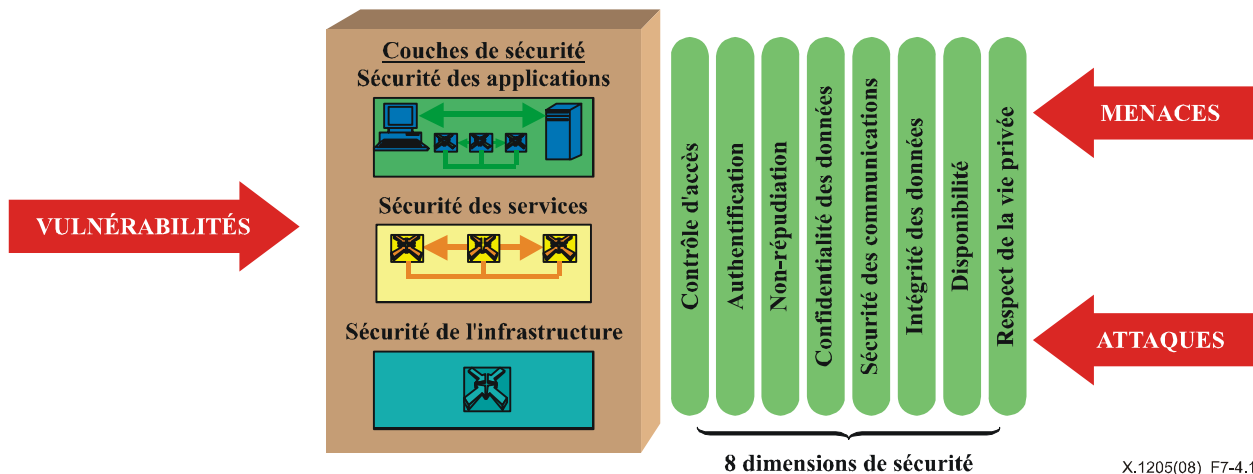 Couches de sécurité
Sécurité des applications
Sécurité des services
Sécurité de l'infrastructure
VULNÉRABILITÉS
Contrôle d'accès
Authentification
Non-répudiation
Confidentialité des données
Sécurité des communications
Intégrité des données
Disponibilité
Respect de la vie privée
MENACES
ATTAQUES
8 dimensions de sécurité
X.1205(08)_F7-4.1